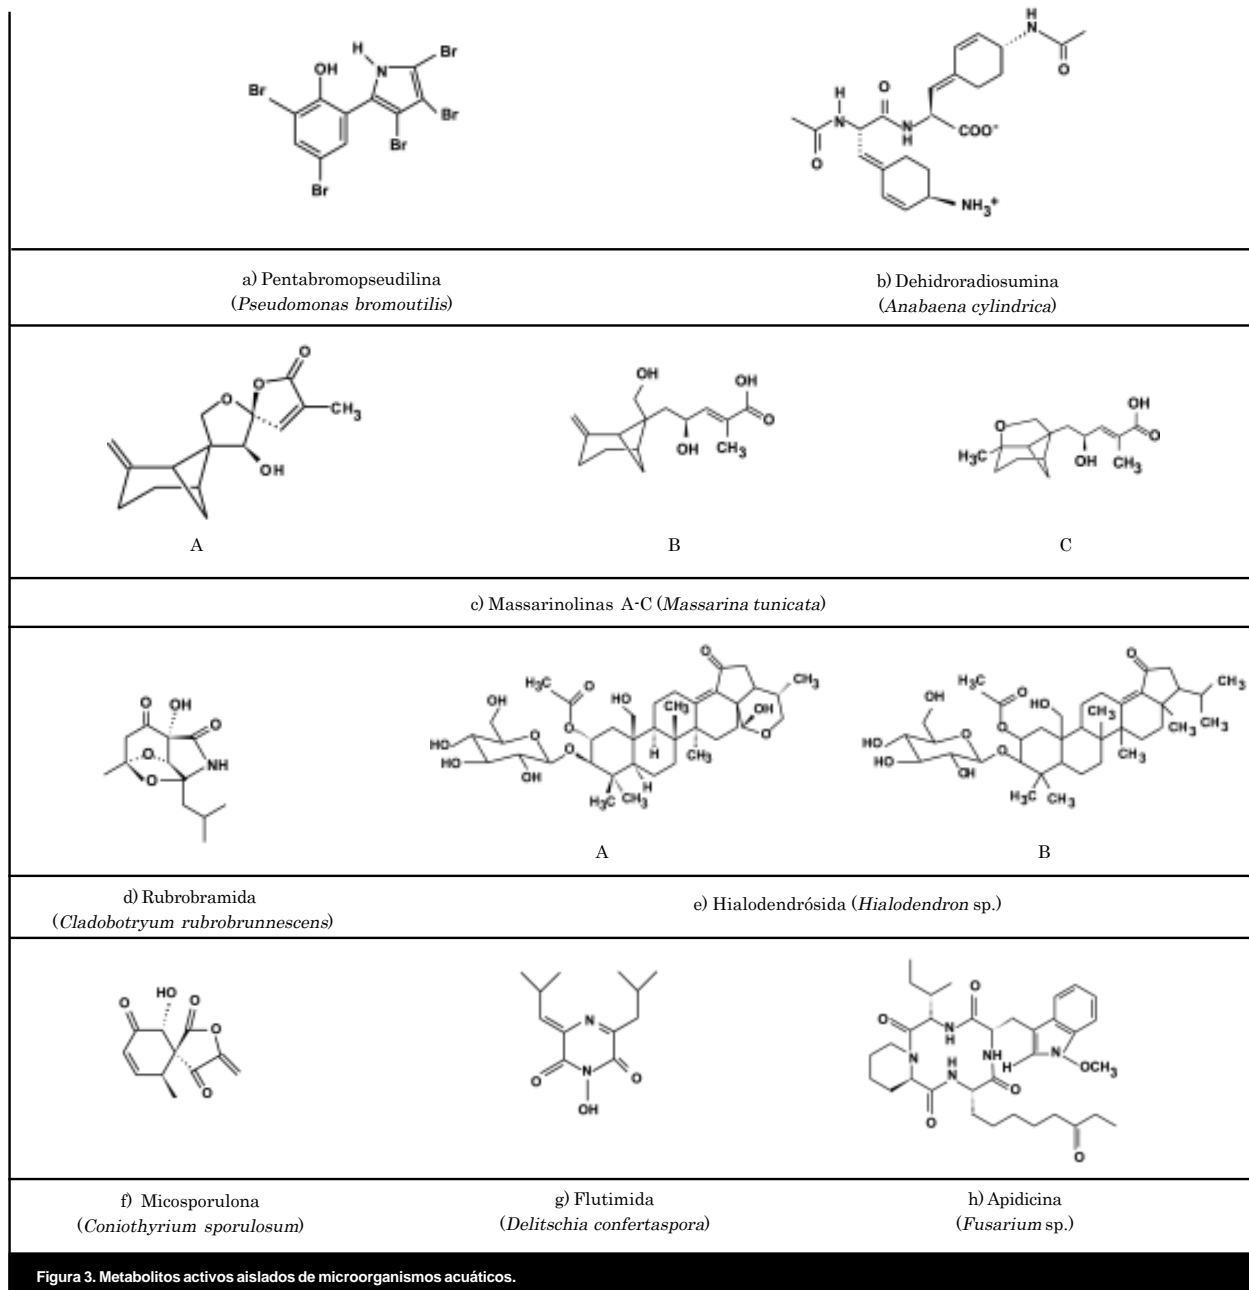 H
N
Br
OH
Br
Br
Br
Br
N
H
O
H
N
O
O
N
H
COO⁻
NH₃⁺
a) Pentabromopseudilina
(Pseudomonas bromoutilis)
b) Dehidroradiosumina
(Anabaena cylindrica)
O
O
O
CH₃
OH
A
OH
OH
O
OH
CH₃
B
O
H₃C
OH
O
OH
CH₃
C
c) Massarinolinas A-C (Massarina tunicata)
O
OH
O
O
NH
O
H₃C
O
O
HO
OH
HO
HO
O
OH
O
H
H
H₃C
CH₃
CH₃
CH₃
O
CH₃
OH
O
A
H₃C
O
O
HO
OH
HO
HO
O
OH
O
H₃C
CH₃
CH₃
CH₃
O
CH₃
CH₃
CH₃
B
d) Rubrobramida
(Cladobotryum rubrobrunnescens)
e) Hialodendrósida (Hialodendron sp.)
O
HO
O
O
O
N
O
N
O
OH
O
O
N
H
N
H
N
O
NH
O
O
H
N
OCH₃
O
f) Micosporulona
(Coniothyrium sporulosum)
g) Flutimida
(Delitschia confertaspora)
h) Apidicina
(Fusarium sp.)
Figura 3. Metabolitos activos aislados de microorganismos acuáticos.